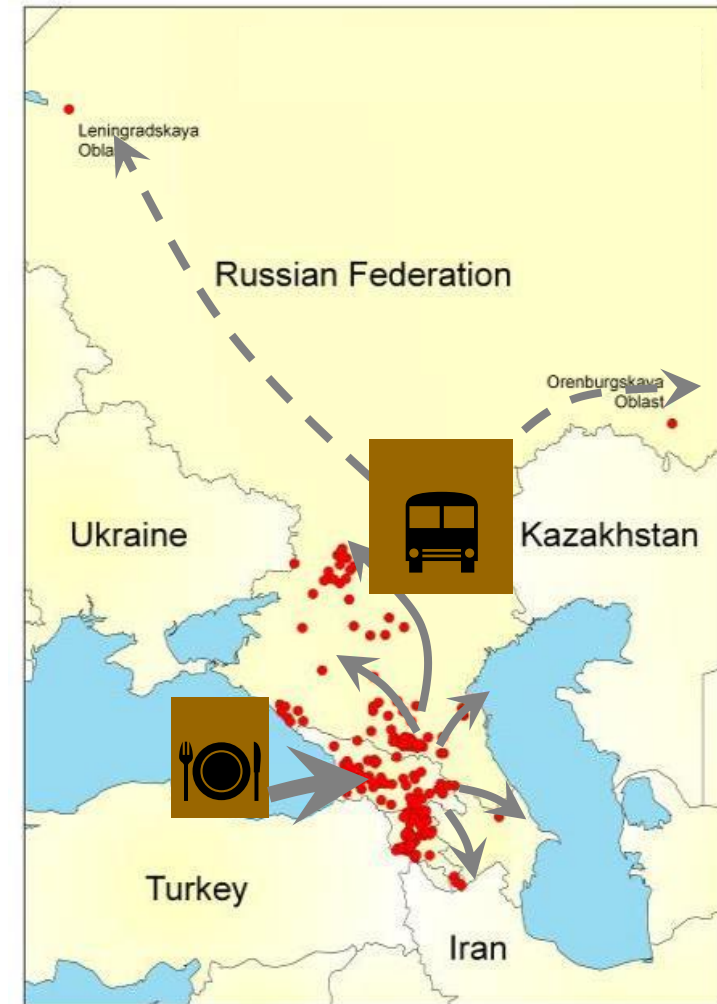 Leningradskaya
Obla
Russian Federation
Orenburgskaya
Oblast
Ukraine
Kazakhstan
Turkey
Iran